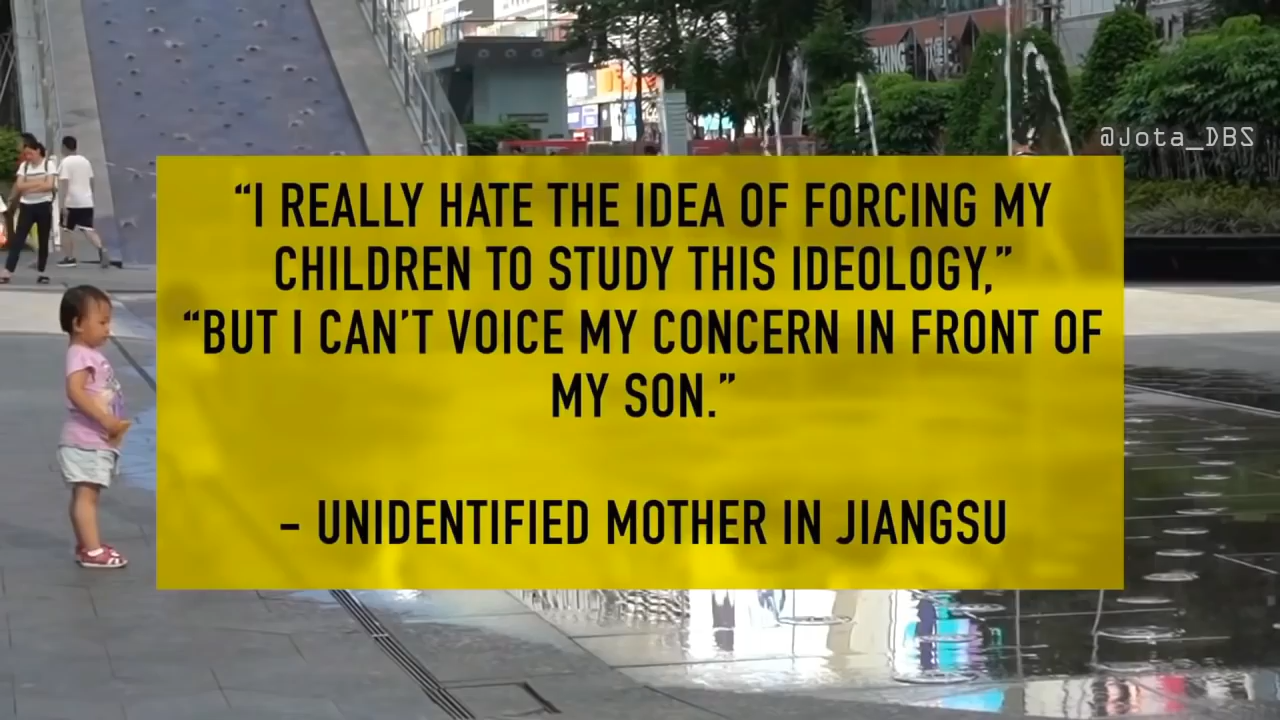 @Jota_DBS
“I REALLY HATE THE IDEA OF FORCING MY
CHILDREN TO STUDY THIS IDEOLOGY,”
“BUT I CAN’T VOICE MY CONCERN IN FRONT OF
MY SON.”
– UNIDENTIFIED MOTHER IN JIANGSU